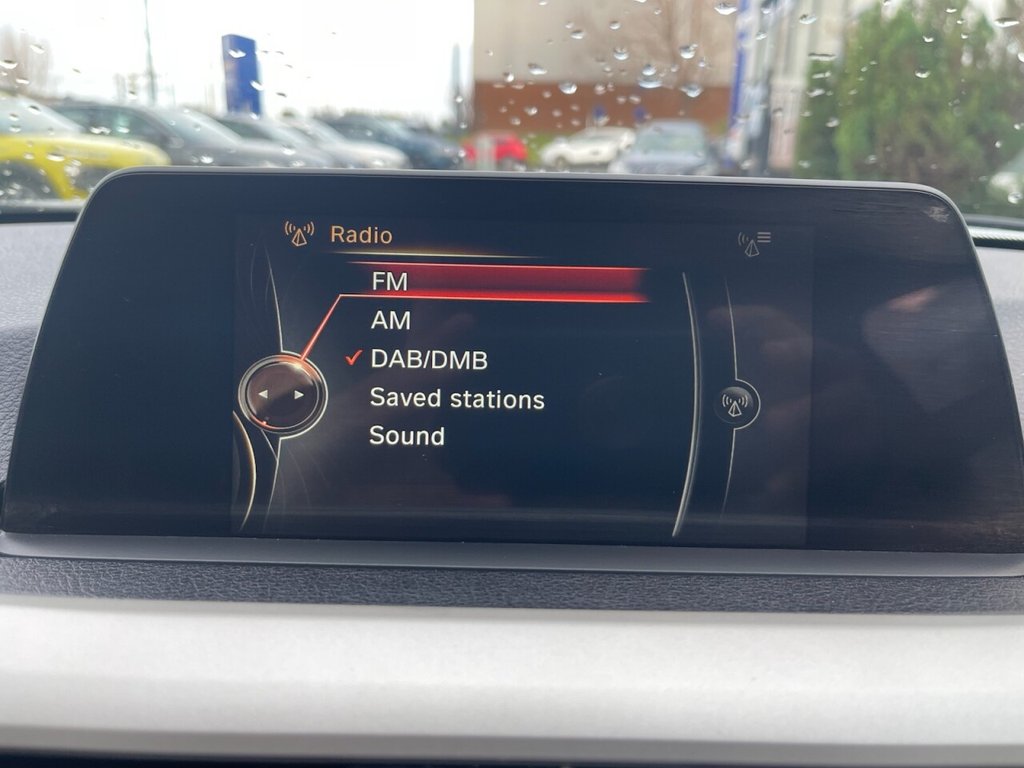 Radio
FM
AM
DAB/DMB
Saved stations
Sound